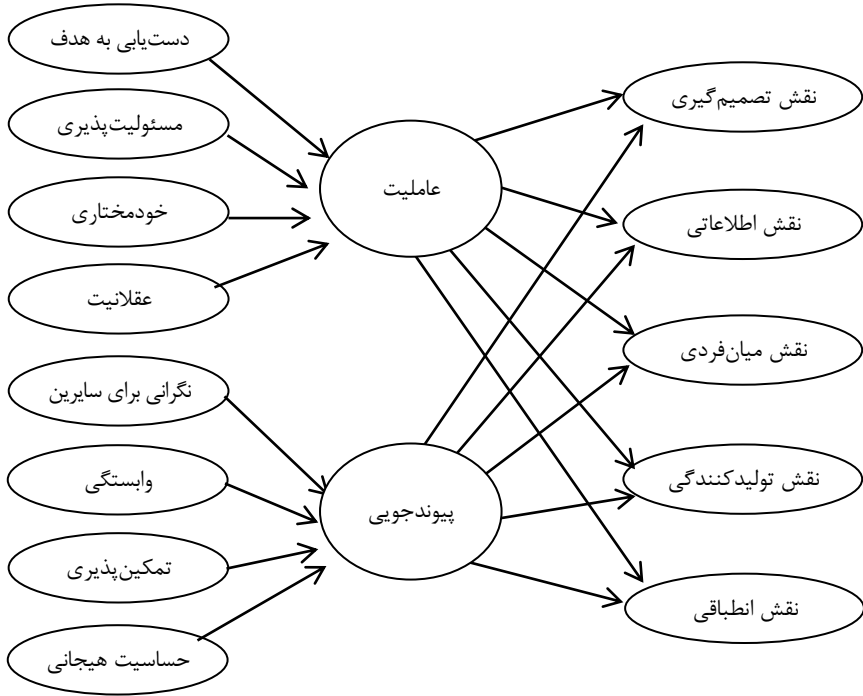 دست‌یابی به هدف
مسئولیت‌پذیری
خودمختاری
عقلانیت
نگرانی برای سایرین
وابستگی
تمکین‌پذیری
حساسیت هیجانی
عاملیت
پیوندجویی
نقش تصمیم‌گیری
نقش اطلاعاتی
نقش میان‌فردی
نقش تولیدکنندگی
نقش انطباقی